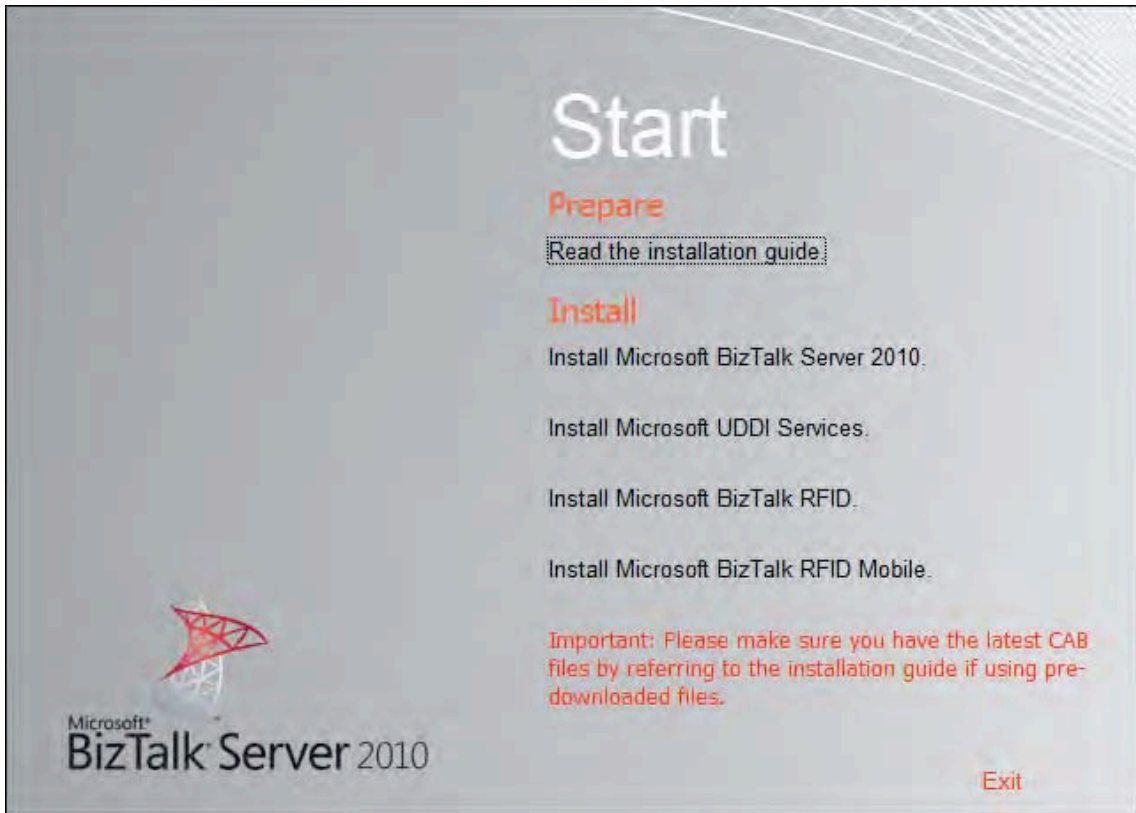 Start
Prepare
Read the installation guide.
Install
Install Microsoft BizTalk Server 2010.
Install Microsoft UDDI Services.
Install Microsoft BizTalk RFID.
Install Microsoft BizTalk RFID Mobile.
Important: Please make sure you have the latest CAB
files by referring to the installation guide if using pre-
downloaded files.
Microsoft®
BizTalk Server 2010
Exit